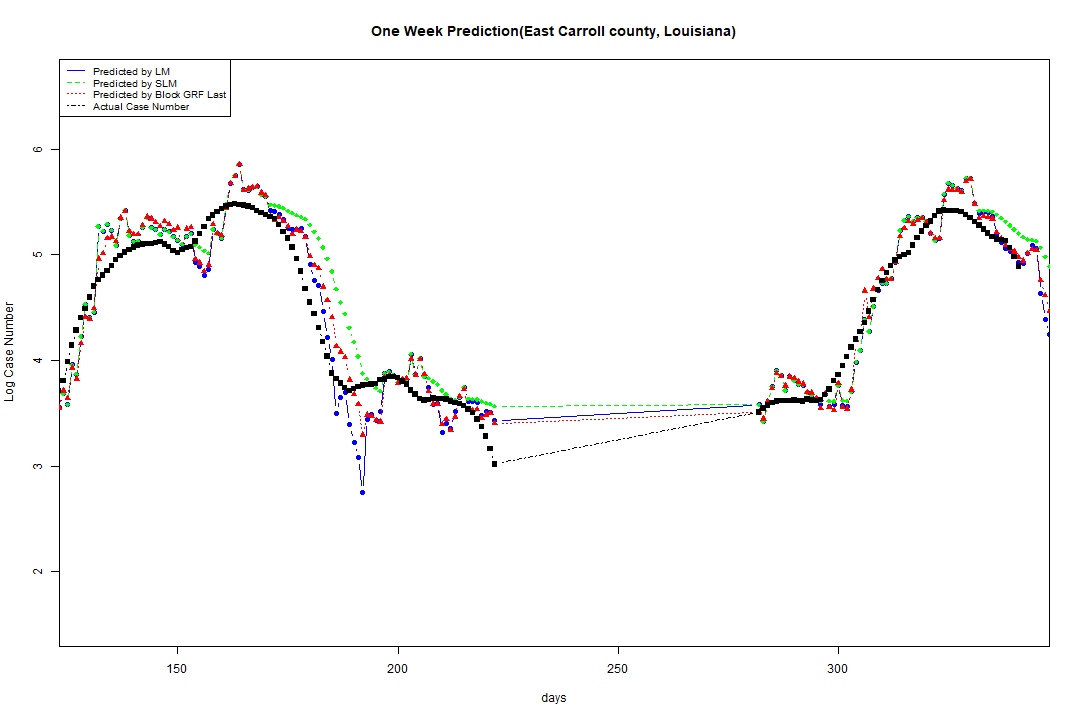 One Week Prediction(East Carroll county, Louisiana)
Predicted by LM
Predicted by SLM
Predicted by Block GRF Last
Actual Case Number
Log Case Number
6
5
4
3
2
150 200 250 300
days